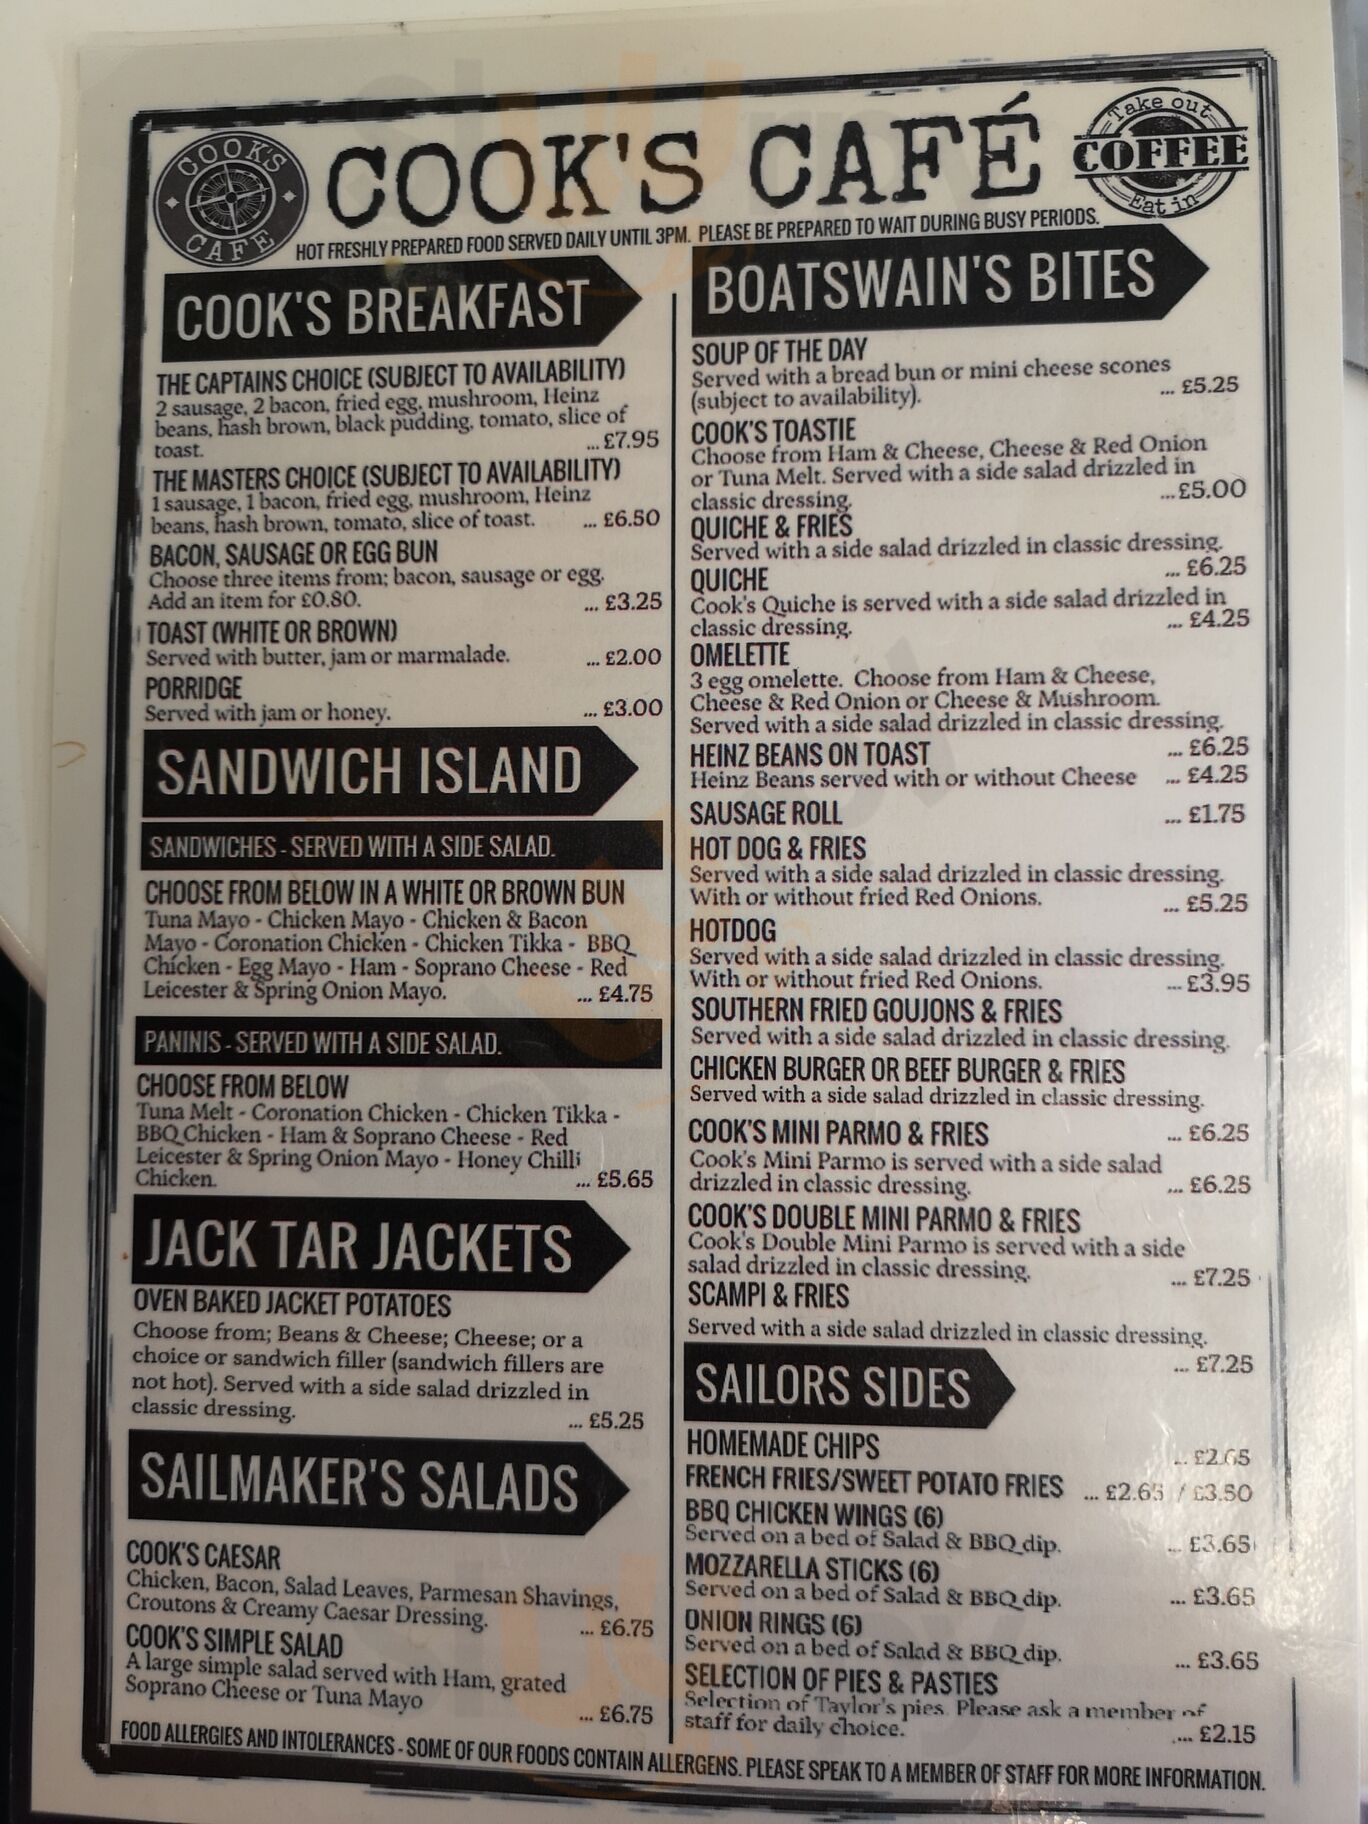 COOK'S CAFE
COOK'S CAFÉ
Take out
COFFEE
Eat in
HOT FRESHLY PREPARED FOOD SERVED DAILY UNTIL 3PM. PLEASE BE PREPARED TO WAIT DURING BUSY PERIODS.
COOK'S BREAKFAST
THE CAPTAINS CHOICE (SUBJECT TO AVAILABILITY)
2 sausage, 2 bacon, fried egg, mushroom, Heinz
beans, hash brown, black pudding, tomato, slice of
toast. ... £7.95
THE MASTERS CHOICE (SUBJECT TO AVAILABILITY)
1 sausage, 1 bacon, fried egg, mushroom, Heinz
beans, hash brown, tomato, slice of toast. ... £6.50
BACON, SAUSAGE OR EGG BUN
Choose three items from; bacon, sausage or egg.
Add an item for £0.80. ... £3.25
TOAST (WHITE OR BROWN)
Served with butter, jam or marmalade. ... £2.00
PORRIDGE
Served with jam or honey. ... £3.00
SANDWICH ISLAND
SANDWICHES - SERVED WITH A SIDE SALAD.
CHOOSE FROM BELOW IN A WHITE OR BROWN BUN
Tuna Mayo - Chicken Mayo - Chicken & Bacon
Mayo - Coronation Chicken - Chicken Tikka - BBQ
Chicken - Egg Mayo - Ham - Soprano Cheese - Red
Leicester & Spring Onion Mayo. ... £4.75
PANINIS - SERVED WITH A SIDE SALAD.
CHOOSE FROM BELOW
Tuna Melt - Coronation Chicken - Chicken Tikka -
BBQ Chicken - Ham & Soprano Cheese - Red
Leicester & Spring Onion Mayo - Honey Chilli
Chicken. ... £5.65
JACK TAR JACKETS
OVEN BAKED JACKET POTATOES
Choose from; Beans & Cheese; Cheese; or a
choice or sandwich filler (sandwich fillers are
not hot). Served with a side salad drizzled in
classic dressing. ... £5.25
SAILMAKER'S SALADS
COOK'S CAESAR
Chicken, Bacon, Salad Leaves, Parmesan Shavings,
Croutons & Creamy Caesar Dressing. ... £6.75
COOK'S SIMPLE SALAD
A large simple salad served with Ham, grated
Soprano Cheese or Tuna Mayo ... £6.75
BOATSWAIN'S BITES
SOUP OF THE DAY
Served with a bread bun or mini cheese scones
(subject to availability). ... £5.25
COOK'S TOASTIE
Choose from Ham & Cheese, Cheese & Red Onion
or Tuna Melt. Served with a side salad drizzled in
classic dressing. ... £5.00
QUICHE & FRIES
Served with a side salad drizzled in classic dressing.
... £6.25
QUICHE
Cook's Quiche is served with a side salad drizzled in
classic dressing. ... £4.25
OMELETTE
3 egg omelette. Choose from Ham & Cheese,
Cheese & Red Onion or Cheese & Mushroom.
Served with a side salad drizzled in classic dressing.
... £6.25
HEINZ BEANS ON TOAST
Heinz Beans served with or without Cheese ... £4.25
SAUSAGE ROLL ... £1.75
HOT DOG & FRIES
Served with a side salad drizzled in classic dressing.
With or without fried Red Onions. ... £5.25
HOTDOG
Served with a side salad drizzled in classic dressing.
With or without fried Red Onions. ... £3.95
SOUTHERN FRIED GOUJONS & FRIES
Served with a side salad drizzled in classic dressing.
CHICKEN BURGER OR BEEF BURGER & FRIES
Served with a side salad drizzled in classic dressing.
... £6.25
COOK'S MINI PARMO & FRIES
Cook's Mini Parmo is served with a side salad
drizzled in classic dressing. ... £6.25
COOK'S DOUBLE MINI PARMO & FRIES
Cook's Double Mini Parmo is served with a side
salad drizzled in classic dressing. ... £7.25
SCAMPI & FRIES
Served with a side salad drizzled in classic dressing.
... £7.25
SAILORS SIDES
HOMEMADE CHIPS ... £2.65
FRENCH FRIES/SWEET POTATO FRIES ... £2.65 / £3.50
BBQ CHICKEN WINGS (6)
Served on a bed of Salad & BBQ dip. ... £3.65
MOZZARELLA STICKS (6)
Served on a bed of Salad & BBQ dip. ... £3.65
ONION RINGS (6)
Served on a bed of Salad & BBQ dip. ... £3.65
SELECTION OF PIES & PASTIES
Selection of Taylor's pies. Please ask a member of
staff for daily choice. ... £2.15
FOOD ALLERGIES AND INTOLERANCES - SOME OF OUR FOODS CONTAIN ALLERGENS. PLEASE SPEAK TO A MEMBER OF STAFF FOR MORE INFORMATION.